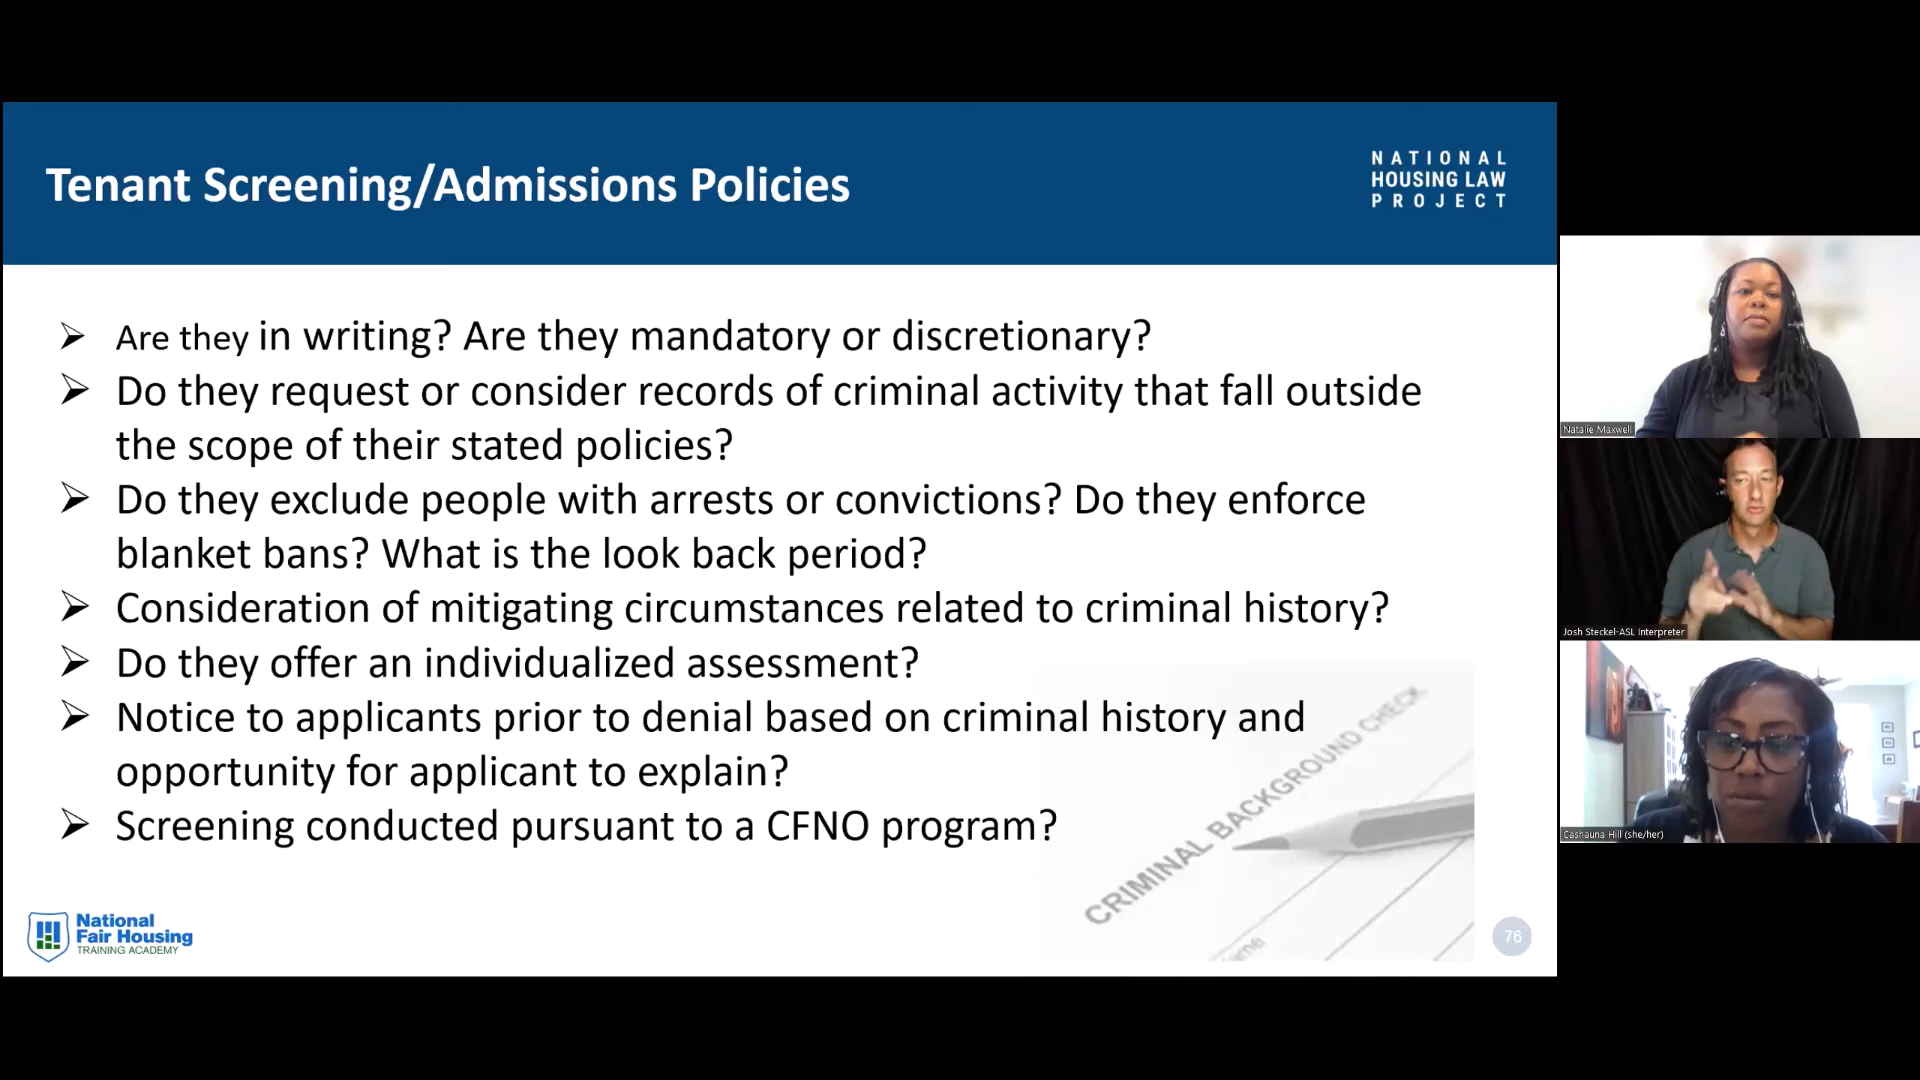 Tenant Screening/Admissions Policies
NATIONAL
HOUSING LAW
PROJECT
Are they in writing? Are they mandatory or discretionary?
Do they request or consider records of criminal activity that fall outside
the scope of their stated policies?
Do they exclude people with arrests or convictions? Do they enforce
blanket bans? What is the look back period?
Consideration of mitigating circumstances related to criminal history?
Do they offer an individualized assessment?
Notice to applicants prior to denial based on criminal history and
opportunity for applicant to explain?
Screening conducted pursuant to a CFNO program?
CRIMINAL BACKGROUND CHECK
National
Fair Housing
TRAINING ACADEMY
76
Natalie Maxwell
Josh Steckel-ASL Interpreter
Cashauna Hill (she/her)